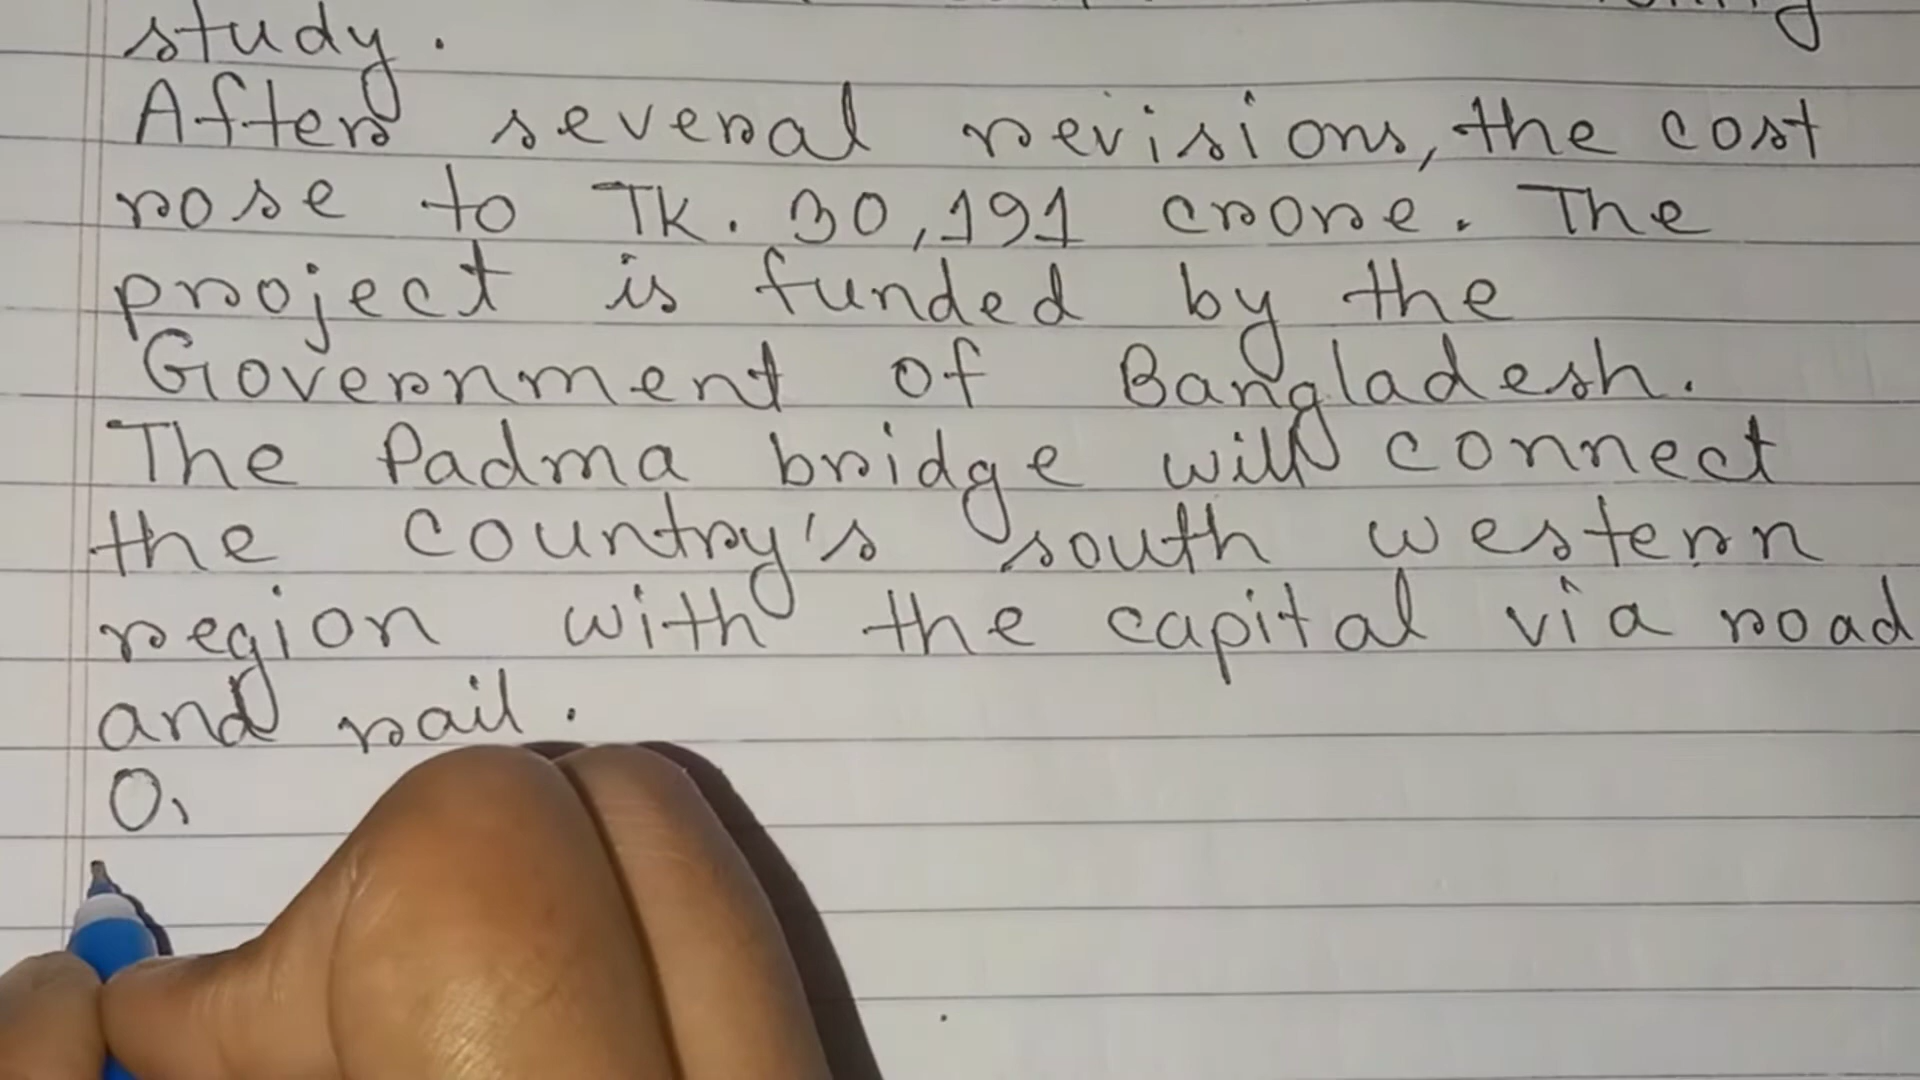 study.
After several revisions, the cost
rose to Tk. 30,191 crore. The
project is funded by the
Government of Bangladesh.
The Padma bridge will connect
the country's south western
region with the capital via road
and rail.
O